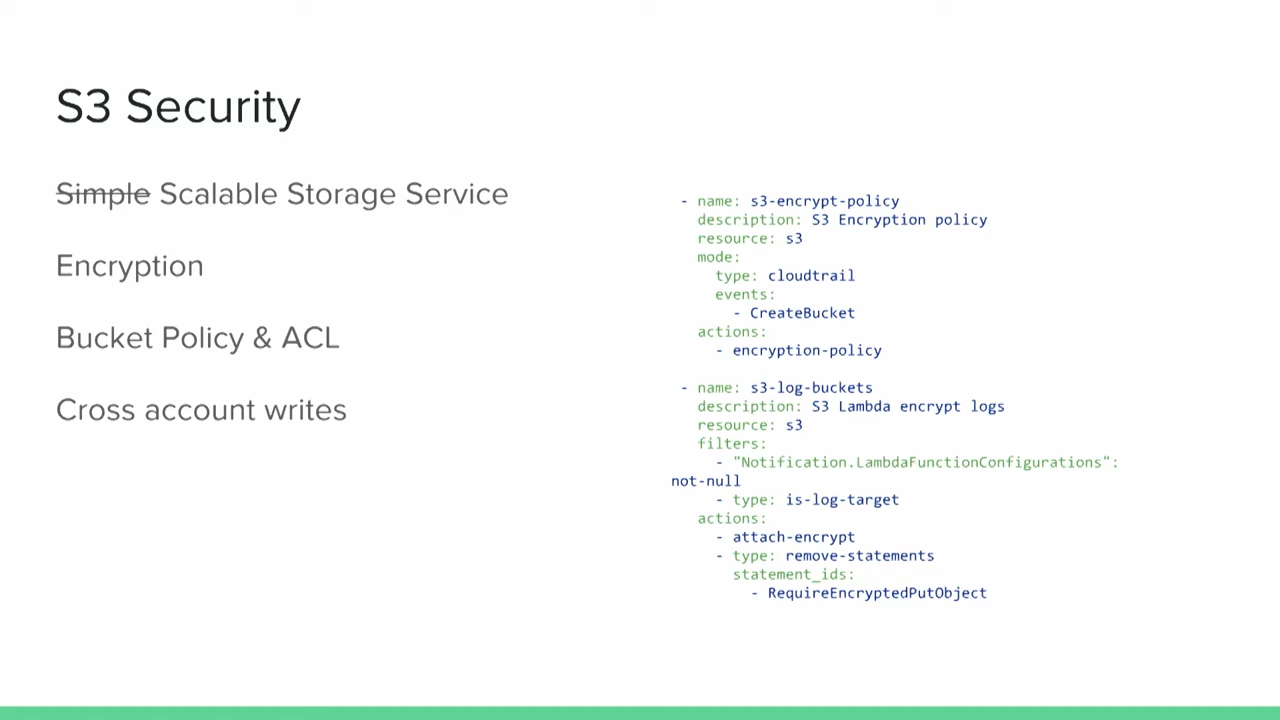 S3 Security
Simple Scalable Storage Service
Encryption
Bucket Policy & ACL
Cross account writes
- name: s3-encrypt-policy
  description: S3 Encryption policy
  resource: s3
  mode:
    type: cloudtrail
    events:
      - CreateBucket
  actions:
    - encryption-policy
- name: s3-log-buckets
  description: S3 Lambda encrypt logs
  resource: s3
  filters:
    - "Notification.LambdaFunctionConfigurations":
not-null
    - type: is-log-target
  actions:
    - attach-encrypt
    - type: remove-statements
      statement_ids:
        - RequireEncryptedPutObject